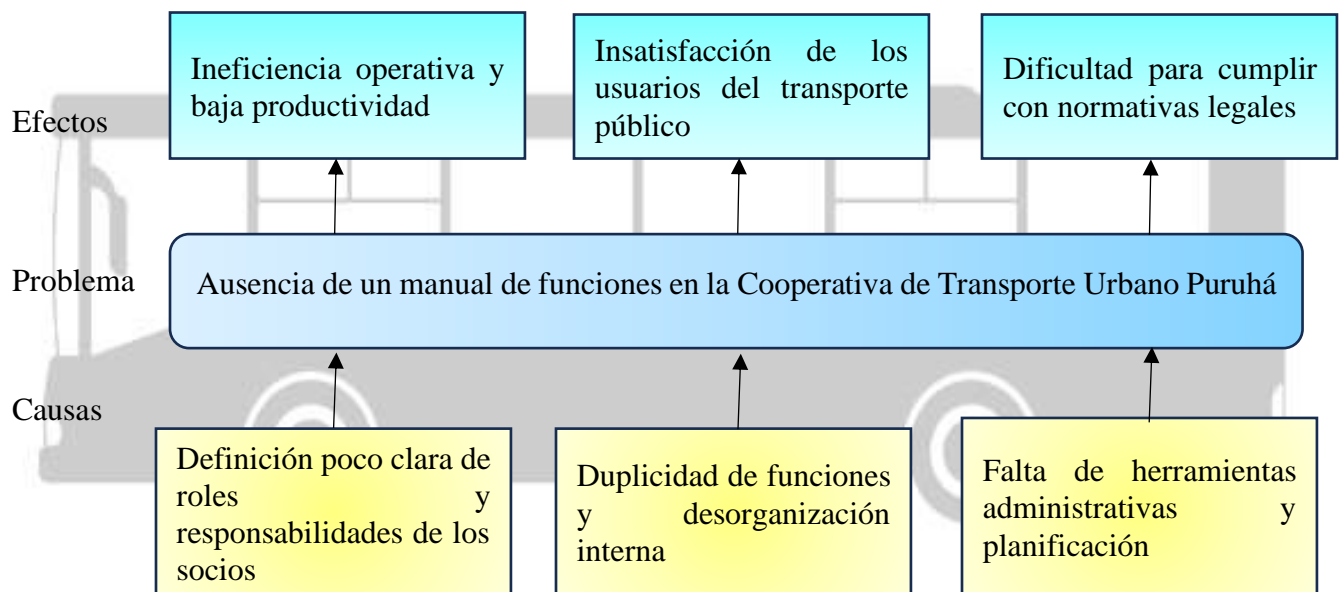 Efectos
Ineficiencia operativa y
baja productividad
Insatisfacción de los
usuarios del transporte
público
Dificultad para cumplir
con normativas legales
Problema
Ausencia de un manual de funciones en la Cooperativa de Transporte Urbano Puruhá
Causas
Definición poco clara de
roles y
responsabilidades de los
socios
Duplicidad de funciones
y desorganización
interna
Falta de herramientas
administrativas y
planificación